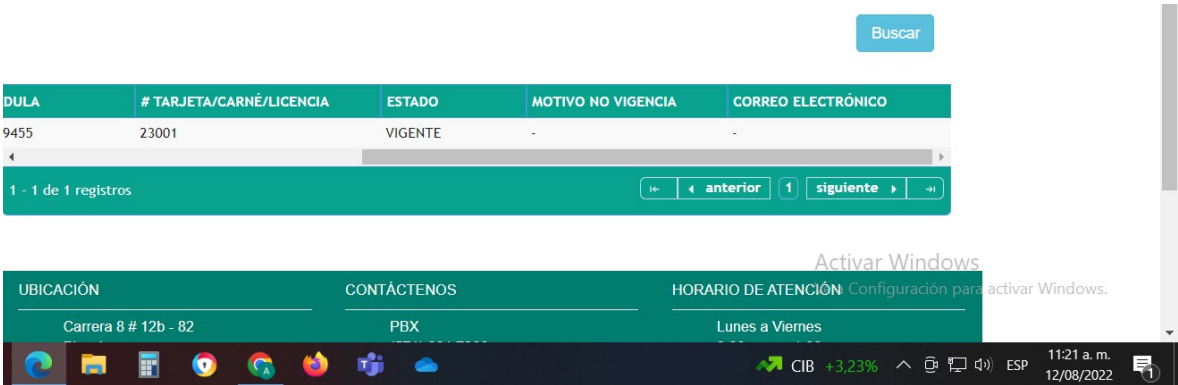 Buscar
DULA # TARJETA/CARNÉ/LICENCIA ESTADO MOTIVO NO VIGENCIA CORREO ELECTRÓNICO
9455 23001 VIGENTE - -
1 - 1 de 1 registros anterior 1 siguiente
Activar Windows
Configuración para activar Windows.
UBICACIÓN CONTÁCTENOS HORARIO DE ATENCIÓN
Carrera 8 # 12b - 82 PBX Lunes a Viernes
CIB +3,23% ESP 11:21 a. m.
12/08/2022 1